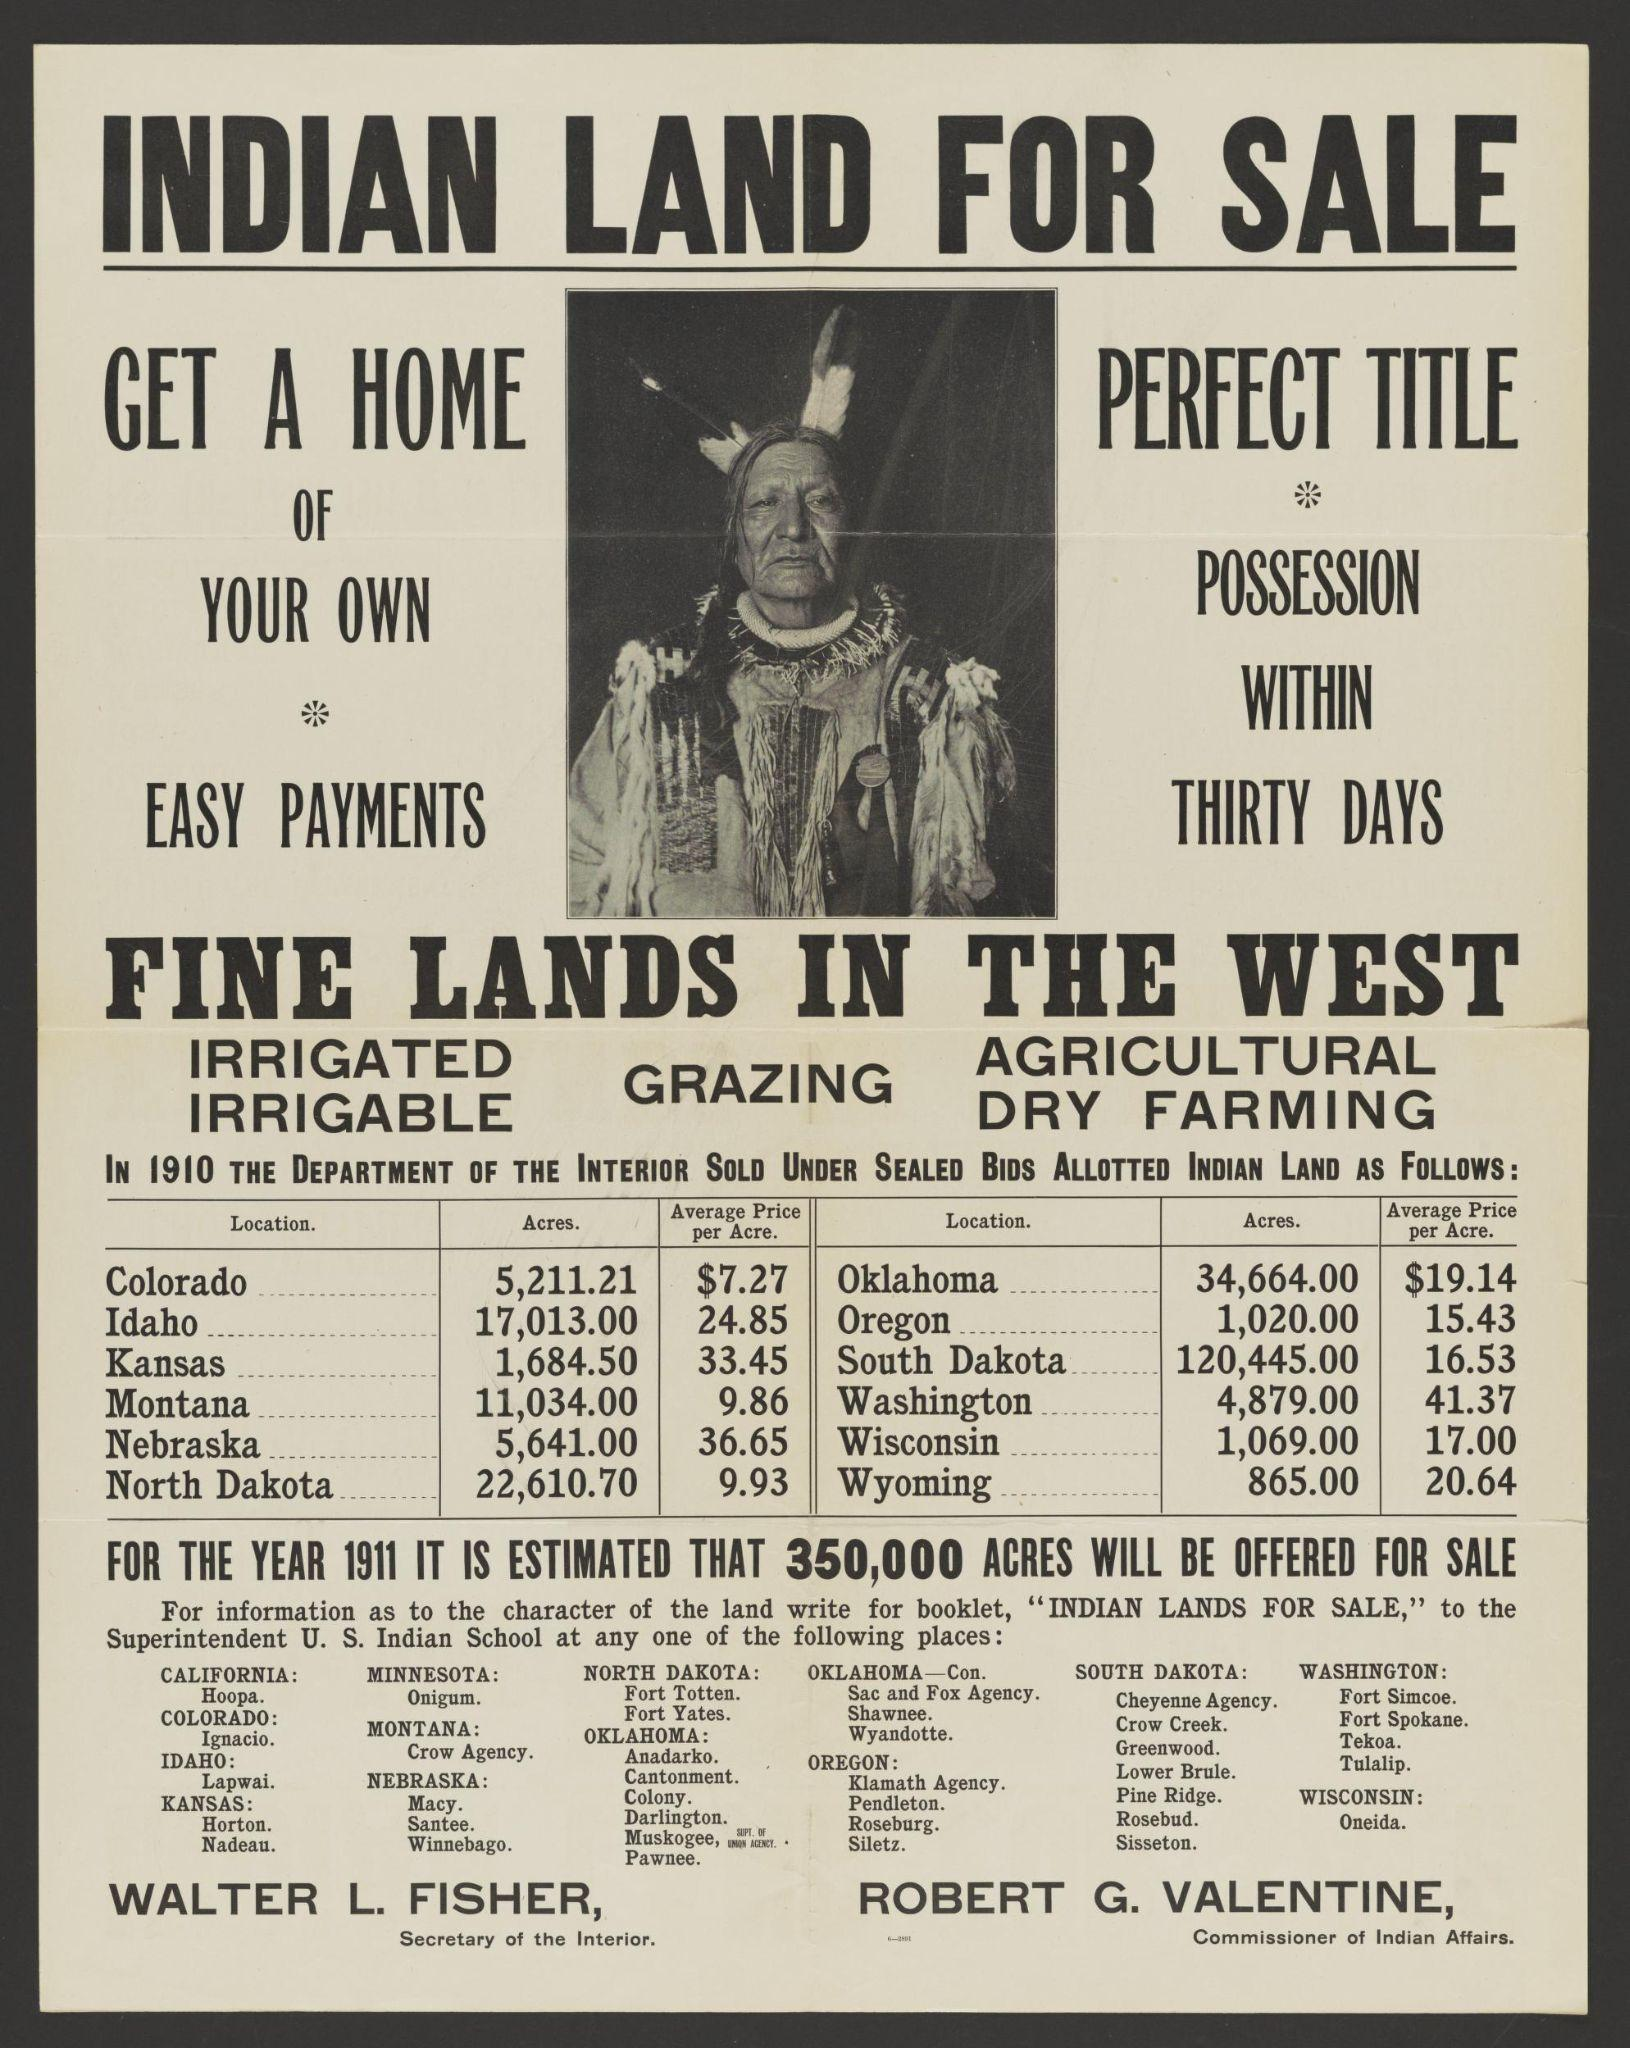 INDIAN LAND FOR SALE
GET A HOME
OF
YOUR OWN
EASY PAYMENTS
PERFECT TITLE
POSSESSION
WITHIN
THIRTY DAYS
FINE LANDS IN THE WEST
IRRIGATED
IRRIGABLE
GRAZING
AGRICULTURAL
DRY FARMING
IN 1910 THE DEPARTMENT OF THE INTERIOR SOLD UNDER SEALED BIDS ALLOTTED INDIAN LAND AS FOLLOWS:
Location. Acres. Average Price per Acre. Location. Acres. Average Price per Acre.
Colorado 5,211.21 $7.27 Oklahoma 34,664.00 $19.14
Idaho 17,013.00 24.85 Oregon 1,020.00 15.43
Kansas 1,684.50 33.45 South Dakota 120,445.00 16.53
Montana 11,034.00 9.86 Washington 4,879.00 41.37
Nebraska 5,641.00 36.65 Wisconsin 1,069.00 17.00
North Dakota 22,610.70 9.93 Wyoming 865.00 20.64
FOR THE YEAR 1911 IT IS ESTIMATED THAT 350,000 ACRES WILL BE OFFERED FOR SALE
For information as to the character of the land write for booklet, "INDIAN LANDS FOR SALE," to the
Superintendent U. S. Indian School at any one of the following places:
CALIFORNIA:
Hoopa.
COLORADO:
Ignacio.
IDAHO:
Lapwai.
KANSAS:
Horton.
Nadeau.
MINNESOTA:
Onigum.
MONTANA:
Crow Agency.
NEBRASKA:
Macy.
Santee.
Winnebago.
NORTH DAKOTA:
Fort Totten.
Fort Yates.
OKLAHOMA:
Anadarko.
Cantonment.
Colony.
Darlington.
Muskogee, SUPT. OF UNION AGENCY.
Pawnee.
OKLAHOMA—Con.
Sac and Fox Agency.
Shawnee.
Wyandotte.
OREGON:
Klamath Agency.
Pendleton.
Roseburg.
Siletz.
SOUTH DAKOTA:
Cheyenne Agency.
Crow Creek.
Greenwood.
Lower Brule.
Pine Ridge.
Rosebud.
Sisseton.
WASHINGTON:
Fort Simcoe.
Fort Spokane.
Tekoa.
Tulalip.
WISCONSIN:
Oneida.
WALTER L. FISHER,
Secretary of the Interior.
ROBERT G. VALENTINE,
Commissioner of Indian Affairs.